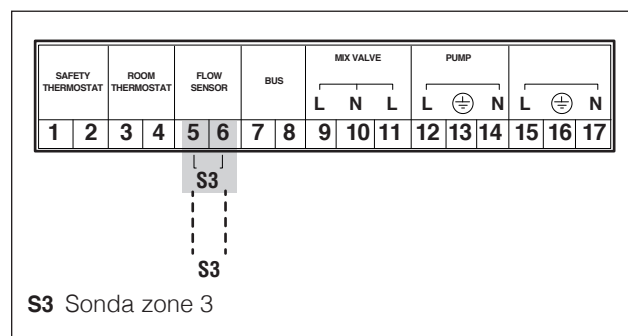 SAFETY THERMOSTAT
ROOM THERMOSTAT
FLOW SENSOR
BUS
MIX VALVE
PUMP
L N L L N L N
1 2 3 4 5 6 7 8 9 10 11 12 13 14 15 16 17
S3
S3
S3 Sonda zone 3